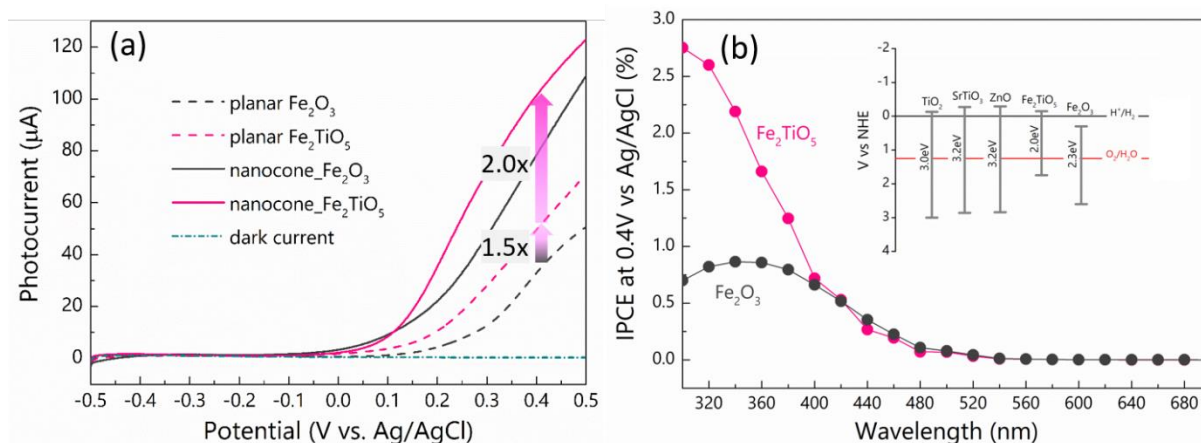 (a)
120
100
80
60
40
20
0
Photocurrent (μA)
planar Fe₂O₃
planar Fe₂TiO₅
nanocone_Fe₂O₃
nanocone_Fe₂TiO₅
dark current
2.0x
1.5x
-0.5 -0.4 -0.3 -0.2 -0.1 0.0 0.1 0.2 0.3 0.4 0.5
Potential (V vs. Ag/AgCl)
(b)
3.0
2.5
2.0
1.5
1.0
0.5
0.0
IPCE at 0.4V vs Ag/AgCl (%)
Fe₂TiO₅
Fe₂O₃
320 360 400 440 480 520 560 600 640 680
Wavelength (nm)
-2
-1
0
1
2
3
4
V vs NHE
TiO₂ SrTiO₃ ZnO Fe₂TiO₅ Fe₂O₃
3.0eV 3.2eV 3.2eV 2.0eV 2.3eV
H⁺/H₂
O₂/H₂O